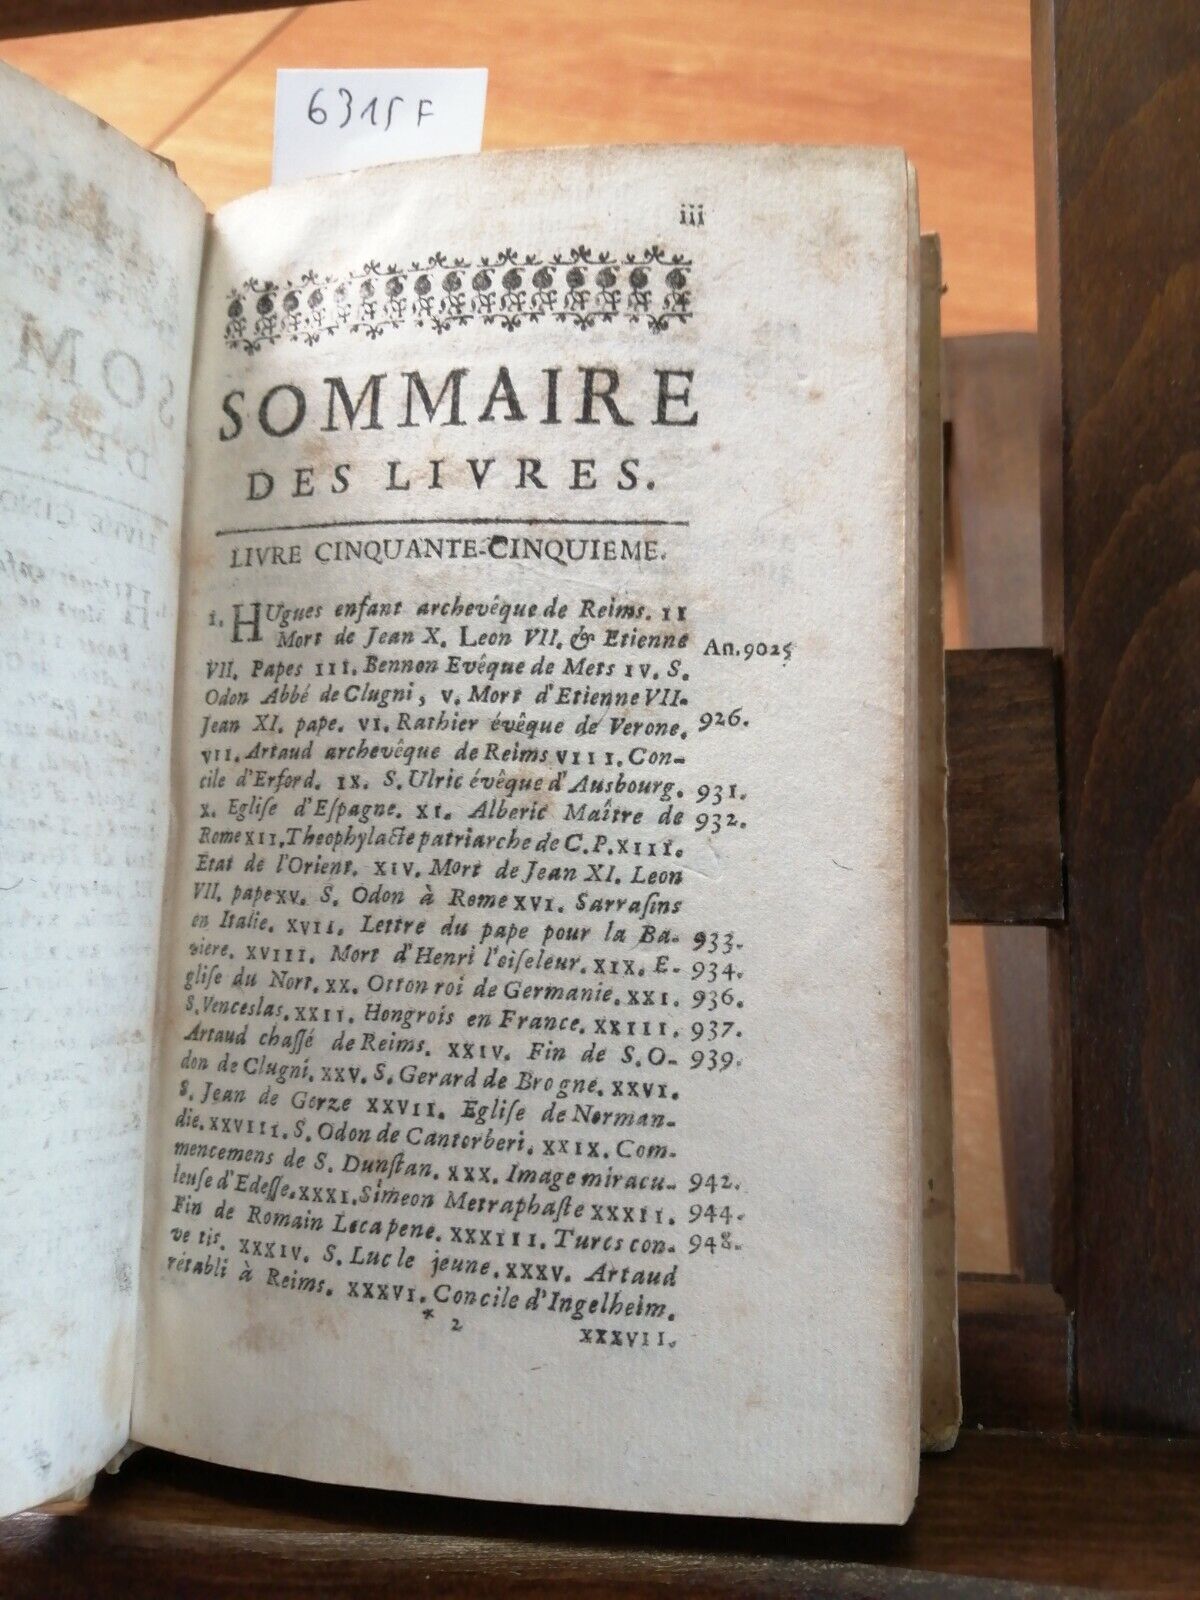 6315 F
iii
SOMMAIRE
DES LIVRES.
LIVRE CINQUANTE-CINQUIEME.
I. HUgues enfant archevêque de Reims. II
Mort de Jean X. Leon VII. & Etienne An. 9025
VII. Papes III. Bennon Evêque de Mets IV. S.
Odon Abbé de Clugni, V. Mort d'Etienne VII.
Jean XI. pape. VI. Rathier évêque de Verone. 926.
VII. Artaud archevêque de Reims VIII. Con-
cile d'Erford. IX. S. Ulric évêque d'Ausbourg. 931.
X. Egliſe d'Eſpagne. XI. Alberic Maître de 932.
Rome XII. Theophylacte patriarche de C. P. XIII.
Etat de l'Orient. XIV. Mort de Jean XI. Leon
VII. pape XV. S. Odon à Rome XVI. Sarraſins
en Italie. XVII. Lettre du pape pour la Ba- 933.
viere. XVIII. Mort d'Henri l'oiſeleur. XIX. E- 934.
gliſe du Nort. XX. Otton roi de Germanie. XXI. 936.
S. Venceslas. XXII. Hongrois en France. XXIII. 937.
Artaud chaſſé de Reims. XXIV. Fin de S. O- 939.
don de Clugni. XXV. S. Gerard de Brogne. XXVI.
S. Jean de Gorze XXVII. Egliſe de Norman-
die. XXVIII. S. Odon de Cantorberi. XXIX. Com-
mencemens de S. Dunſtan. XXX. Image miracu- 942.
leuſe d'Edeſſe. XXXI. Simeon Metraphaſte XXXII. 944.
Fin de Romain Lecapene. XXXIII. Turcs con- 948.
ve tis. XXXIV. S. Luc le jeune. XXXV. Artaud
rétabli à Reims. XXXVI. Concile d'Ingelheim.
* 2 XXXVII.